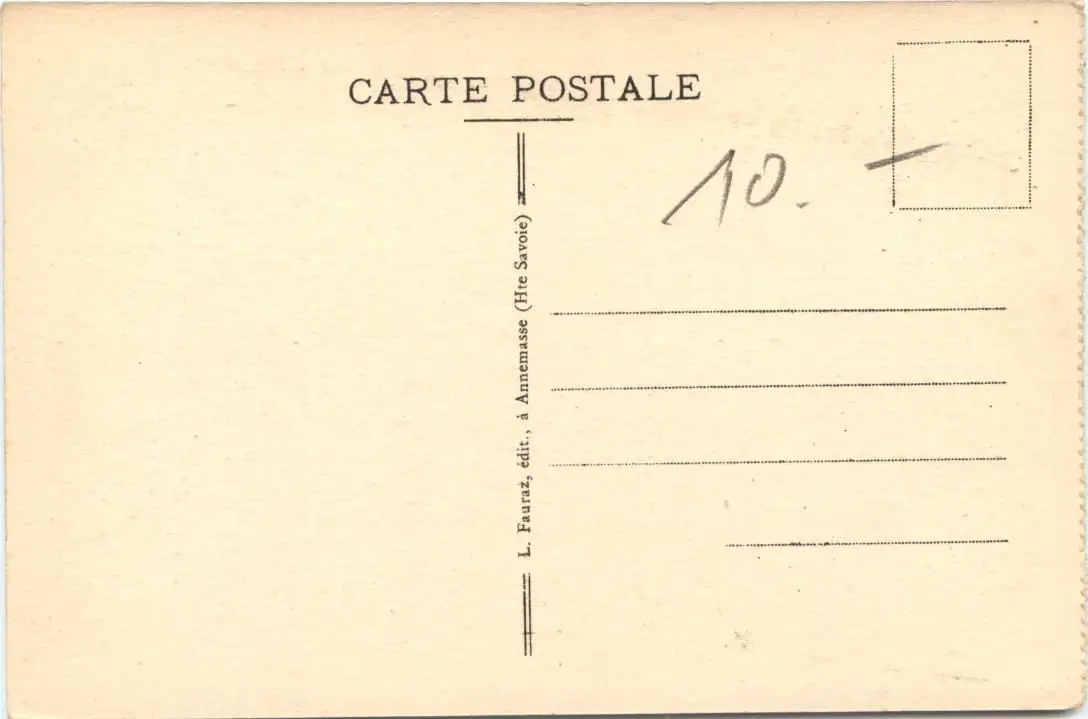 CARTE POSTALE
10. –
L. Fauraz, édit., à Annemasse (Hte Savoie)